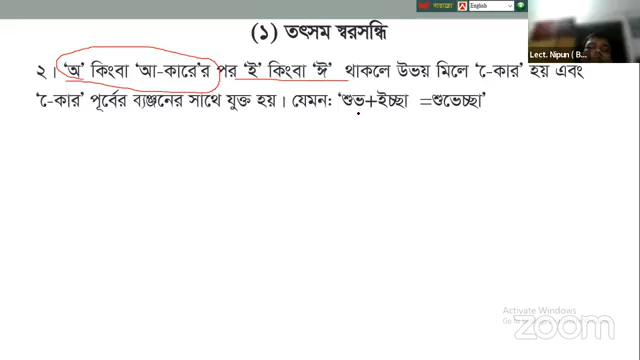 বায়ান্নো
English
Lect. Nipun ( B...
(১) তৎসম স্বরসন্ধি
২। ‘অ’ কিংবা ‘আ-কারে’র পর ‘ই’ কিংবা ‘ঈ’ থাকলে উভয় মিলে ‘ে-কার’ হয় এবং
‘ে-কার’ পূর্বের ব্যঞ্জনের সাথে যুক্ত হয়। যেমন: ‘শুভ+ইচ্ছা =শুভেচ্ছা’
Activate Windows
zoom